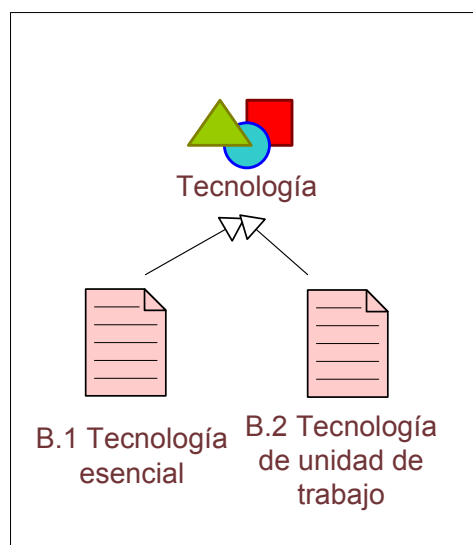 Tecnología
B.1 Tecnología
esencial
B.2 Tecnología
de unidad de
trabajo